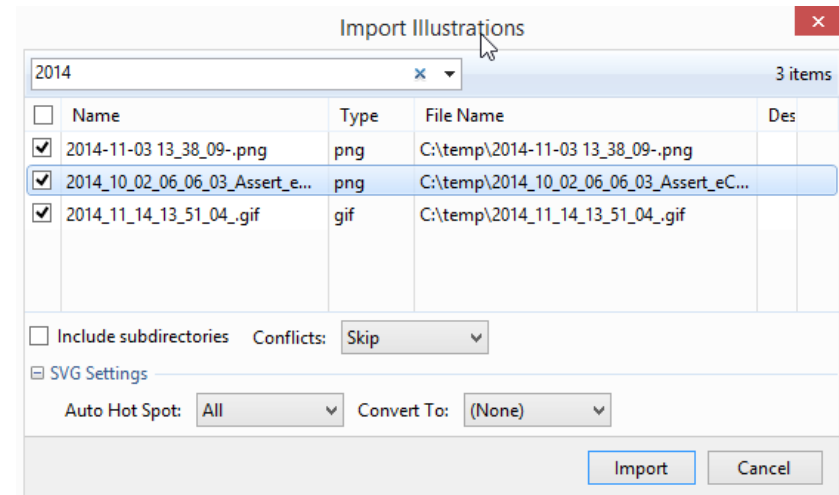 Import Illustrations
2014 3 items
Name Type File Name Des
2014-11-03 13_38_09-.png png C:\temp\2014-11-03 13_38_09-.png
2014_10_02_06_06_03_Assert_e... png C:\temp\2014_10_02_06_06_03_Assert_eC...
2014_11_14_13_51_04_.gif gif C:\temp\2014_11_14_13_51_04_.gif
Include subdirectories Conflicts: Skip
SVG Settings
Auto Hot Spot: All Convert To: (None)
Import Cancel